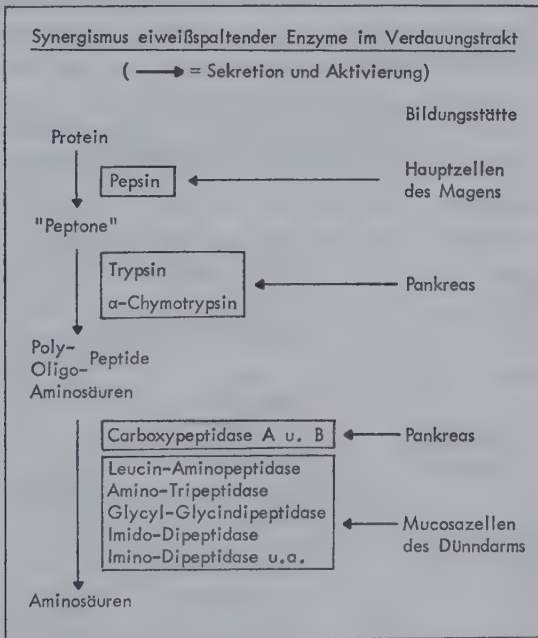 Synergismus eiweißspaltender Enzyme im Verdauungstrakt
( → = Sekretion und Aktivierung)
Bildungsstätte
Protein
Pepsin
Hauptzellen
des Magens
"Peptone"
Trypsin
α-Chymotrypsin
Pankreas
Poly-
Oligo- Peptide
Aminosäuren
Carboxypeptidase A u. B
Pankreas
Leucin-Aminopeptidase
Amino-Tripeptidase
Glycyl-Glycindipeptidase
Imido-Dipeptidase
Imino-Dipeptidase u.a.
Mucosazellen
des Dünndarms
Aminosäuren